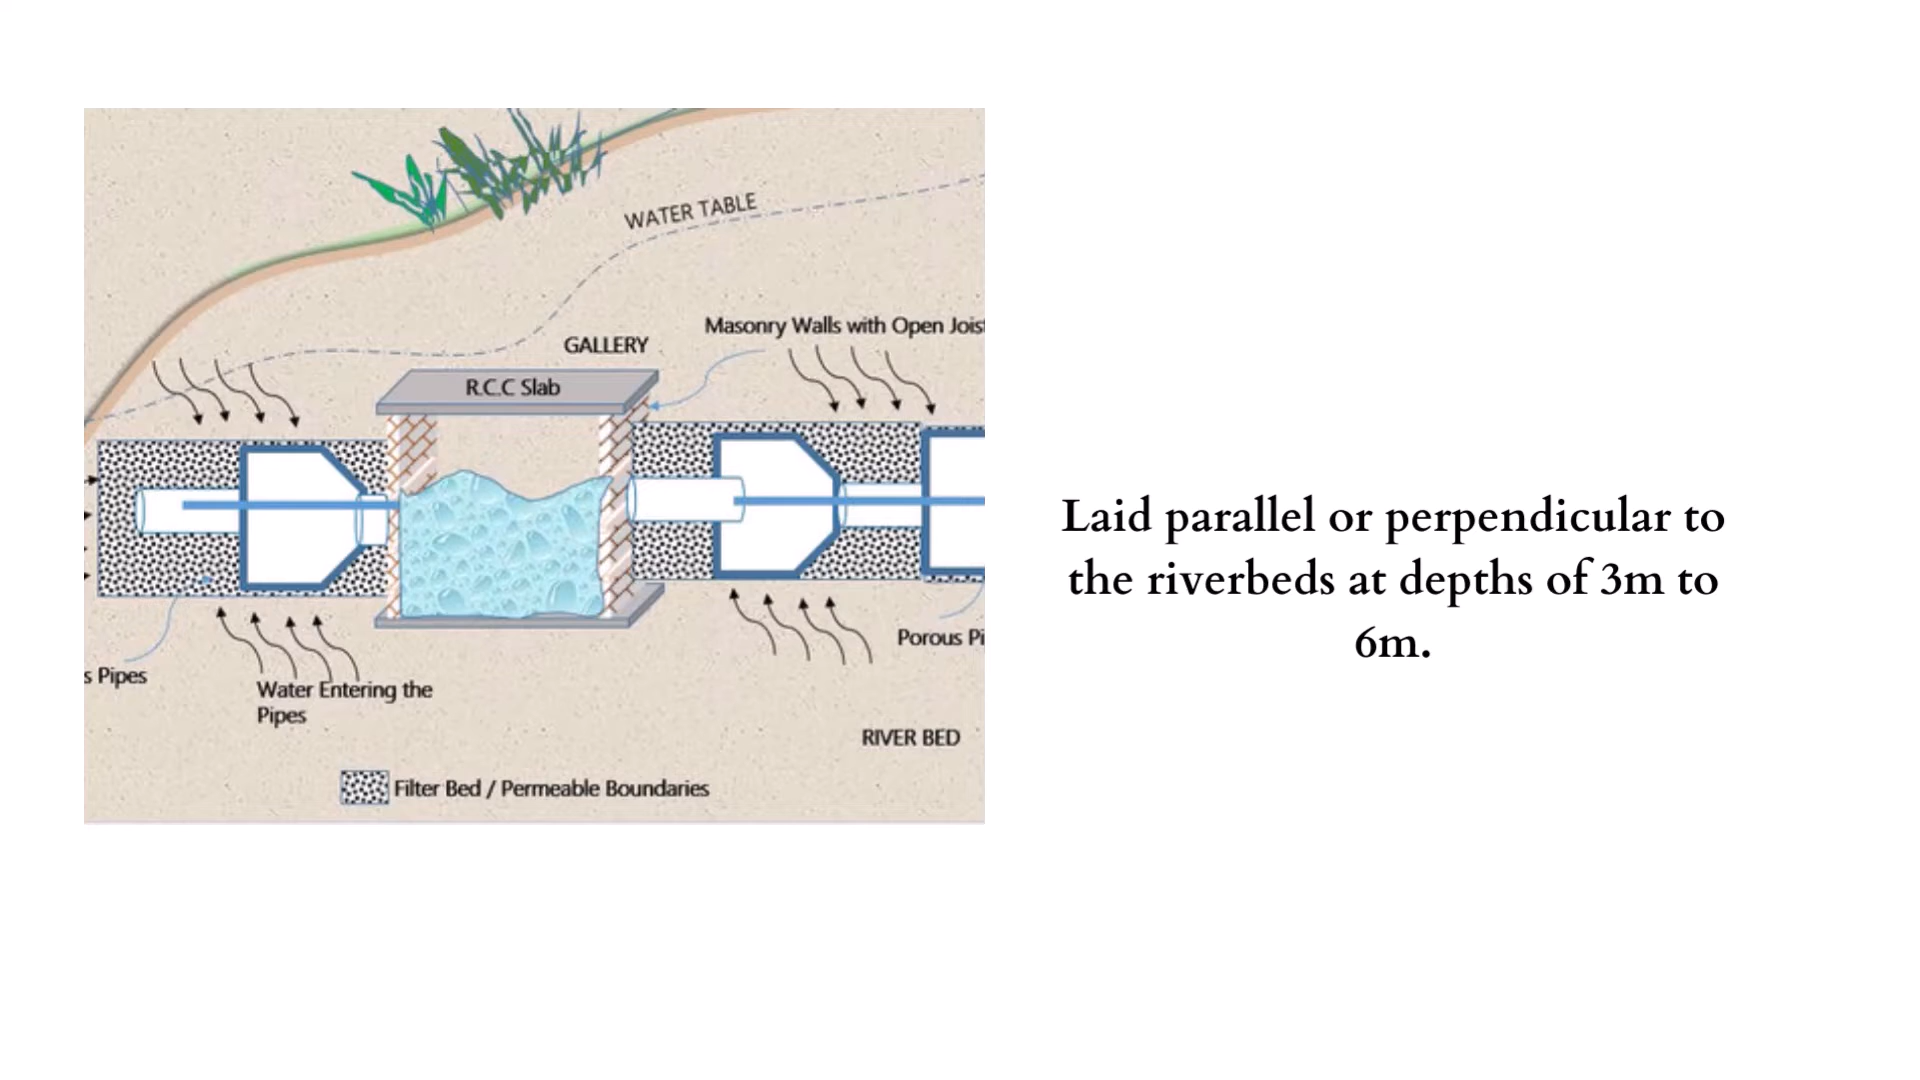 WATER TABLE
Masonry Walls with Open Jois
GALLERY
R.C.C Slab
Porous Pi
s Pipes
Water Entering the
Pipes
RIVER BED
Filter Bed / Permeable Boundaries
Laid parallel or perpendicular to
the riverbeds at depths of 3m to
6m.